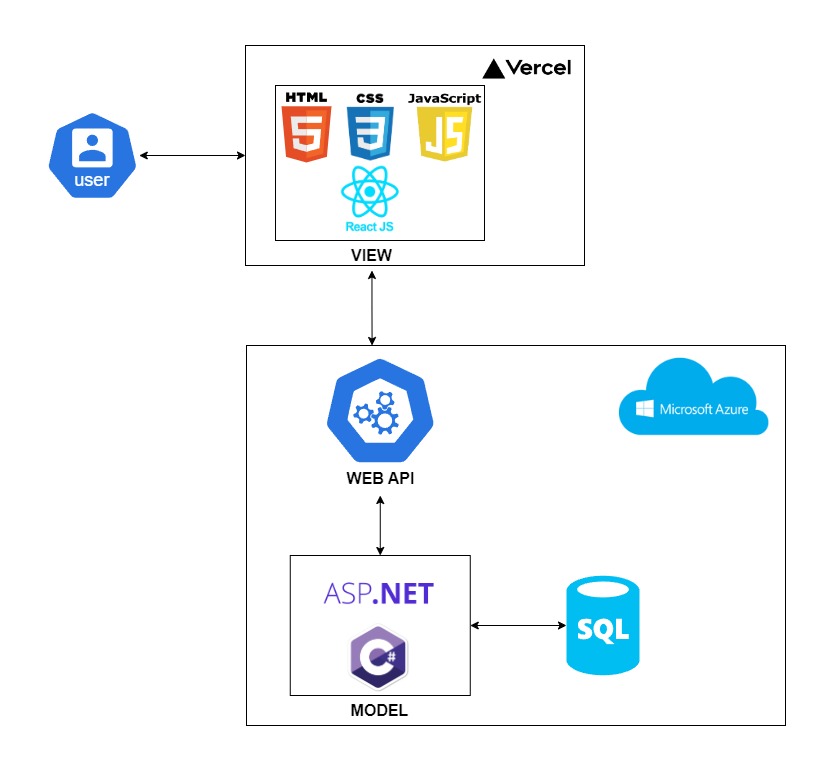 Vercel
HTML CSS JavaScript
5 3 JS
user
React JS
VIEW
Microsoft Azure
WEB API
ASP.NET
SQL
C#
MODEL